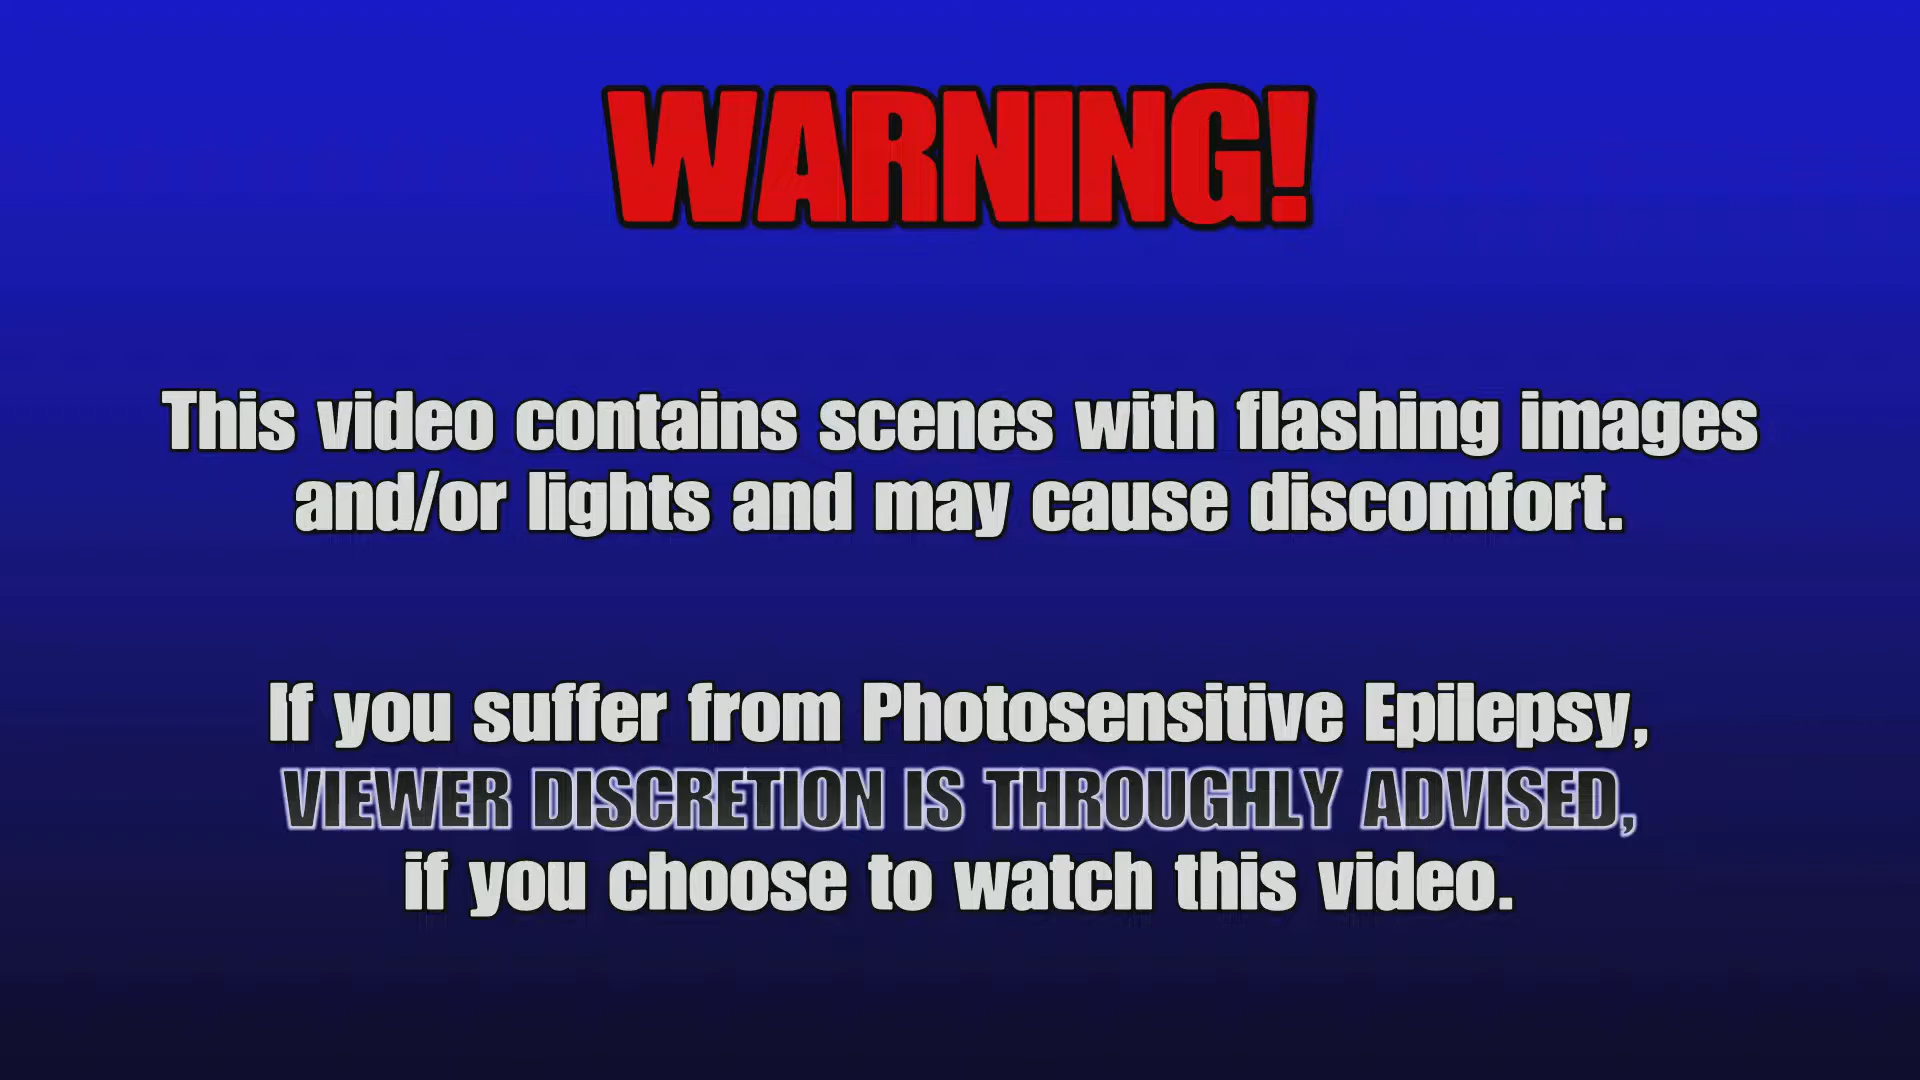 WARNING!
This video contains scenes with flashing images
and/or lights and may cause discomfort.
If you suffer from Photosensitive Epilepsy,
VIEWER DISCRETION IS THROUGHLY ADVISED,
if you choose to watch this video.